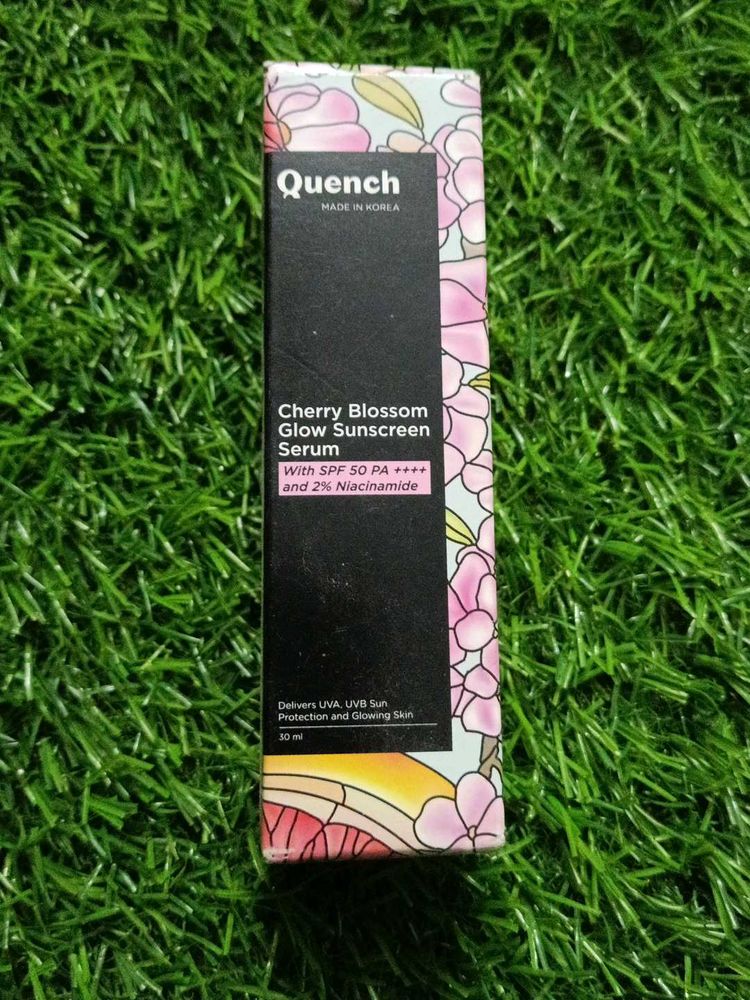 Quench
MADE IN KOREA
Cherry Blossom
Glow Sunscreen
Serum
With SPF 50 PA ++++
and 2% Niacinamide
Delivers UVA, UVB Sun
Protection and Glowing Skin
30 ml